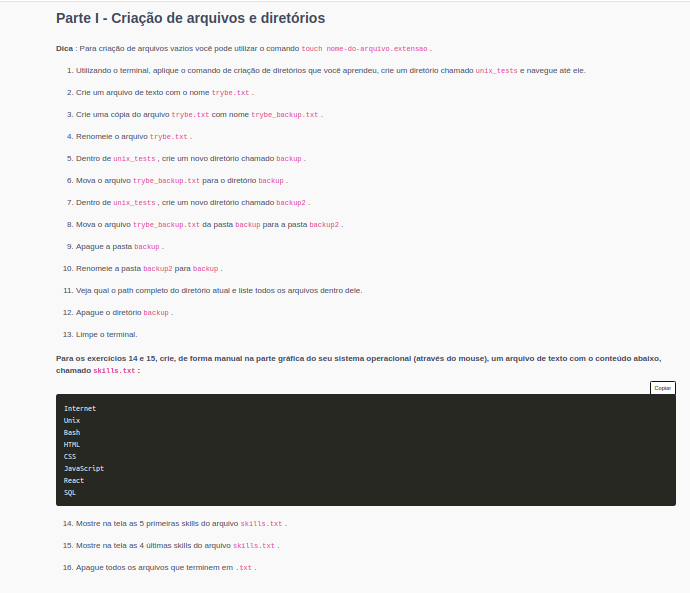 Parte I - Criação de arquivos e diretórios
Dica : Para criação de arquivos vazios você pode utilizar o comando touch nome-do-arquivo.extensao .
1. Utilizando o terminal, aplique o comando de criação de diretórios que você aprendeu, crie um diretório chamado unix_tests e navegue até ele.
2. Crie um arquivo de texto com o nome trybe.txt .
3. Crie uma cópia do arquivo trybe.txt com nome trybe_backup.txt .
4. Renomeie o arquivo trybe.txt .
5. Dentro de unix_tests , crie um novo diretório chamado backup .
6. Mova o arquivo trybe_backup.txt para o diretório backup .
7. Dentro de unix_tests , crie um novo diretório chamado backup2 .
8. Mova o arquivo trybe_backup.txt da pasta backup para a pasta backup2 .
9. Apague a pasta backup .
10. Renomeie a pasta backup2 para backup .
11. Veja qual o path completo do diretório atual e liste todos os arquivos dentro dele.
12. Apague o diretório backup .
13. Limpe o terminal.
Para os exercícios 14 e 15, crie, de forma manual na parte gráfica do seu sistema operacional (através do mouse), um arquivo de texto com o conteúdo abaixo,
chamado skills.txt :
Copiar
Internet
Unix
Bash
HTML
CSS
JavaScript
React
SQL
14. Mostre na tela as 5 primeiras skills do arquivo skills.txt .
15. Mostre na tela as 4 últimas skills do arquivo skills.txt .
16. Apague todos os arquivos que terminem em .txt .